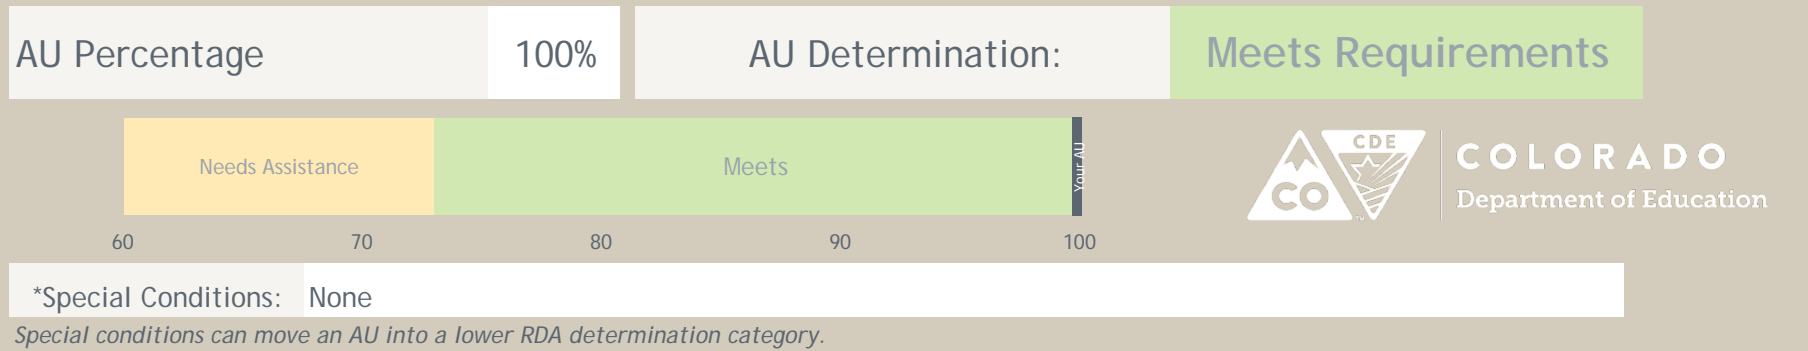 AU Percentage 100% AU Determination: Meets Requirements
Needs Assistance Meets Your AU
CDE
CO
TM
COLORADO
Department of Education
60 70 80 90 100
*Special Conditions: None
Special conditions can move an AU into a lower RDA determination category.